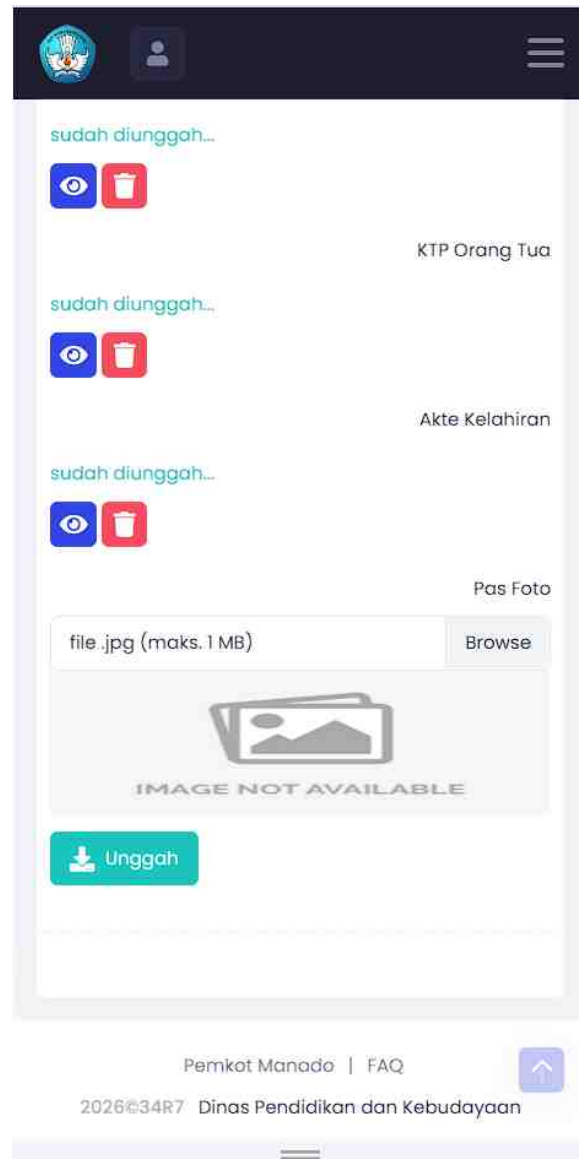 sudah diunggah...
KTP Orang Tua
sudah diunggah...
Akte Kelahiran
sudah diunggah...
Pas Foto
file .jpg (maks. 1 MB)
Browse
IMAGE NOT AVAILABLE
Unggah
Pemkot Manado | FAQ
2026©34R7 Dinas Pendidikan dan Kebudayaan